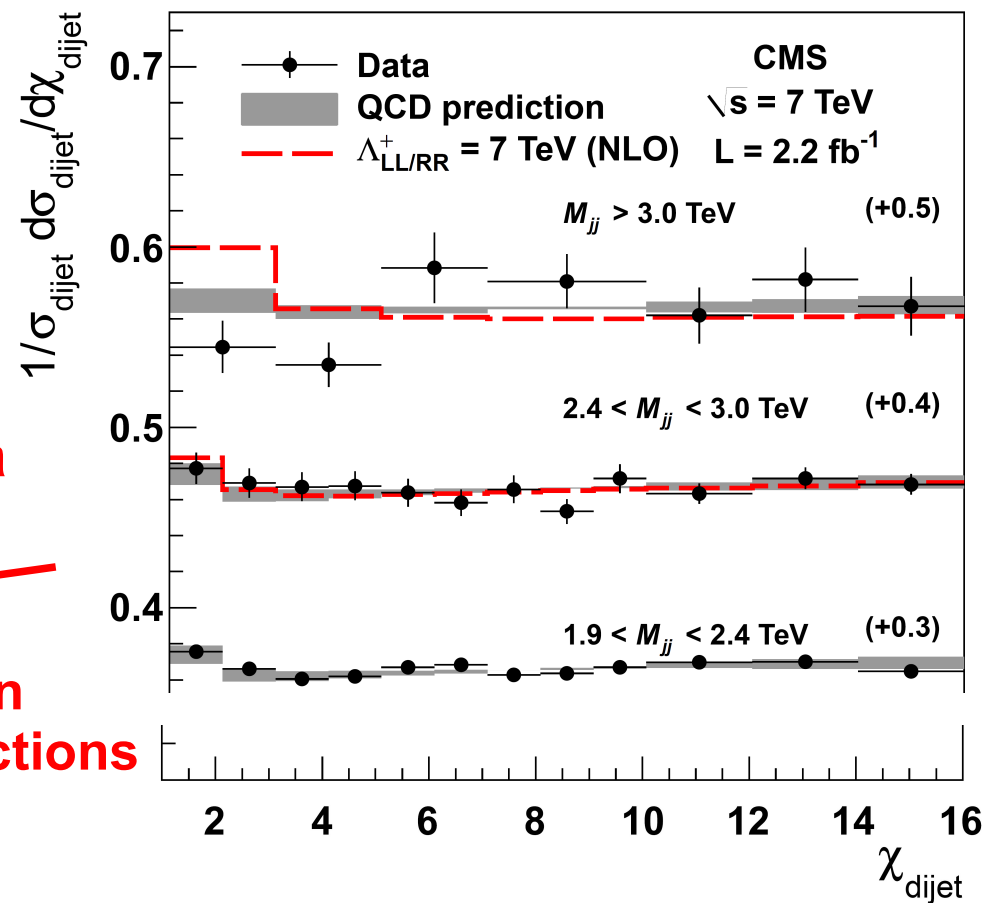 1/σdijet dσdijet/dχdijet
0.7
0.6
0.5
0.4
Data
QCD prediction
Λ+LL/RR = 7 TeV (NLO)
CMS
√s = 7 TeV
L = 2.2 fb-1
Mjj > 3.0 TeV (+0.5)
2.4 < Mjj < 3.0 TeV (+0.4)
1.9 < Mjj < 2.4 TeV (+0.3)
2 4 6 8 10 12 14 16
χdijet